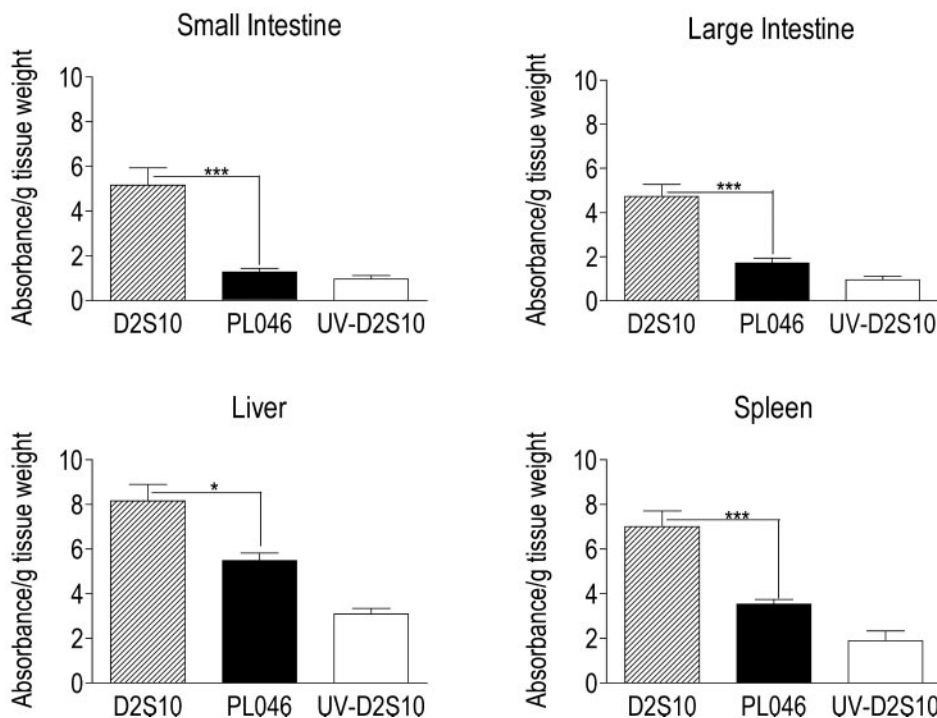 Small Intestine
Absorbance/g tissue weight
10
8
6
4
2
0
***
D2S10 PL046 UV-D2S10
Large Intestine
Absorbance/g tissue weight
10
8
6
4
2
0
***
D2S10 PL046 UV-D2S10
Liver
Absorbance/g tissue weight
10
8
6
4
2
0
*
D2S10 PL046 UV-D2S10
Spleen
Absorbance/g tissue weight
10
8
6
4
2
0
***
D2S10 PL046 UV-D2S10